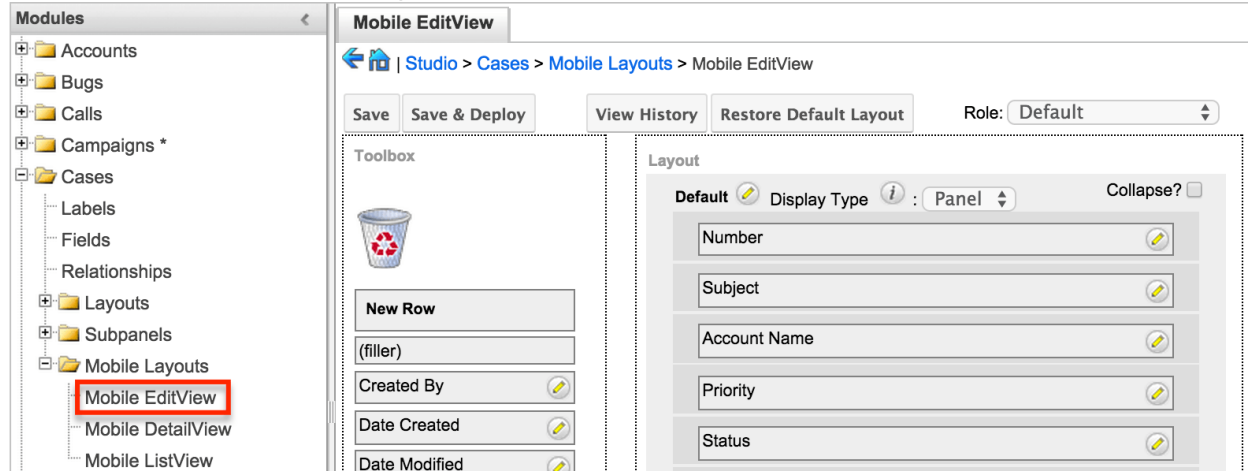 Modules
Accounts
Bugs
Calls
Campaigns *
Cases
Labels
Fields
Relationships
Layouts
Subpanels
Mobile Layouts
Mobile EditView
Mobile DetailView
Mobile ListView
Mobile EditView
| Studio > Cases > Mobile Layouts > Mobile EditView
Save Save & Deploy View History Restore Default Layout Role: Default
Toolbox
New Row
(filler)
Created By
Date Created
Date Modified
Layout
Default Display Type i : Panel Collapse?
Number
Subject
Account Name
Priority
Status